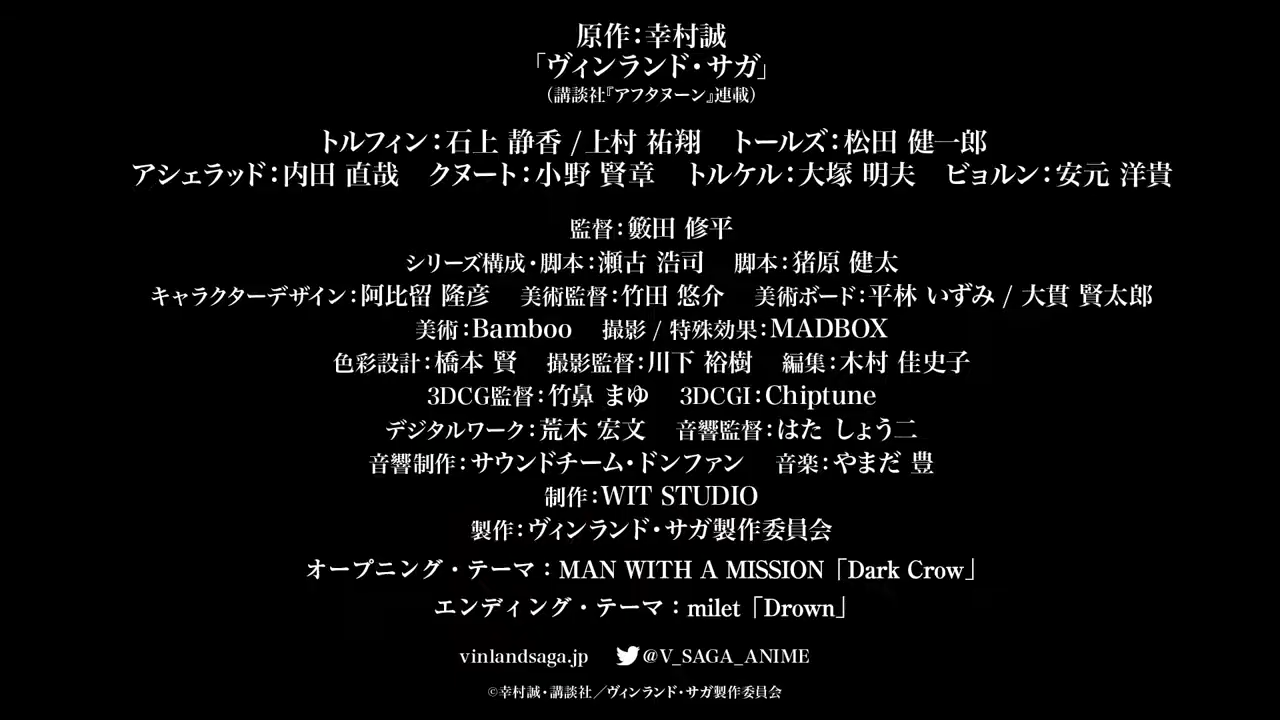 原作：幸村誠
「ヴィンランド・サガ」
（講談社『アフタヌーン』連載）
トルフィン：石上 静香 / 上村 祐翔　トールズ：松田 健一郎
アシェラッド：内田 直哉　クヌート：小野 賢章　トルケル：大塚 明夫　ビョルン：安元 洋貴
監督：籔田 修平
シリーズ構成・脚本：瀬古 浩司　脚本：猪原 健太
キャラクターデザイン：阿比留 隆彦　美術監督：竹田 悠介　美術ボード：平林 いずみ / 大貫 賢太郎
美術：Bamboo　撮影 / 特殊効果：MADBOX
色彩設計：橋本 賢　撮影監督：川下 裕樹　編集：木村 佳史子
3DCG監督：竹鼻 まゆ　3DCGI：Chiptune
デジタルワーク：荒木 宏文　音響監督：はた しょう二
音響制作：サウンドチーム・ドンファン　音楽：やまだ 豊
制作：WIT STUDIO
製作：ヴィンランド・サガ製作委員会
オープニング・テーマ：MAN WITH A MISSION「Dark Crow」
エンディング・テーマ：milet「Drown」
vinlandsaga.jp　@V_SAGA_ANIME
©幸村誠・講談社／ヴィンランド・サガ製作委員会